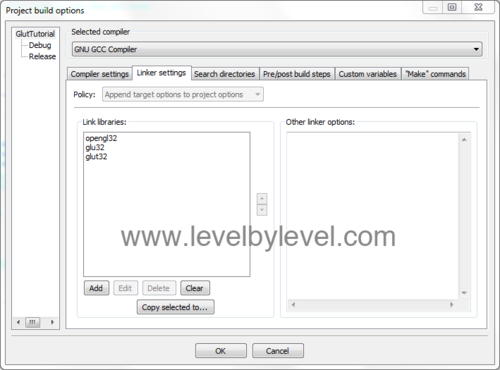 Project build options
GlutTutorial
Debug
Release
Selected compiler
GNU GCC Compiler
Compiler settings
Linker settings
Search directories
Pre/post build steps
Custom variables
"Make" commands
Policy:
Append target options to project options
Link libraries:
Other linker options:
opengl32
glu32
glut32
www.levelbylevel.com
Add
Edit
Delete
Clear
Copy selected to...
OK
Cancel